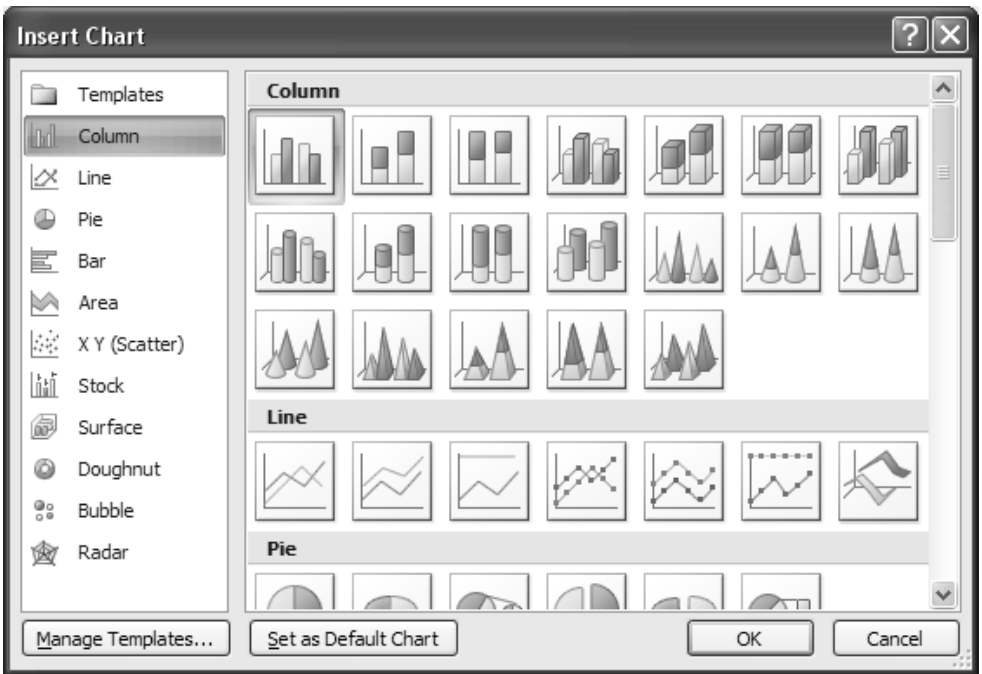 Insert Chart
?
Templates
Column
Line
Pie
Bar
Area
X Y (Scatter)
Stock
Surface
Doughnut
Bubble
Radar
Column
Line
Pie
Manage Templates...
Set as Default Chart
OK
Cancel